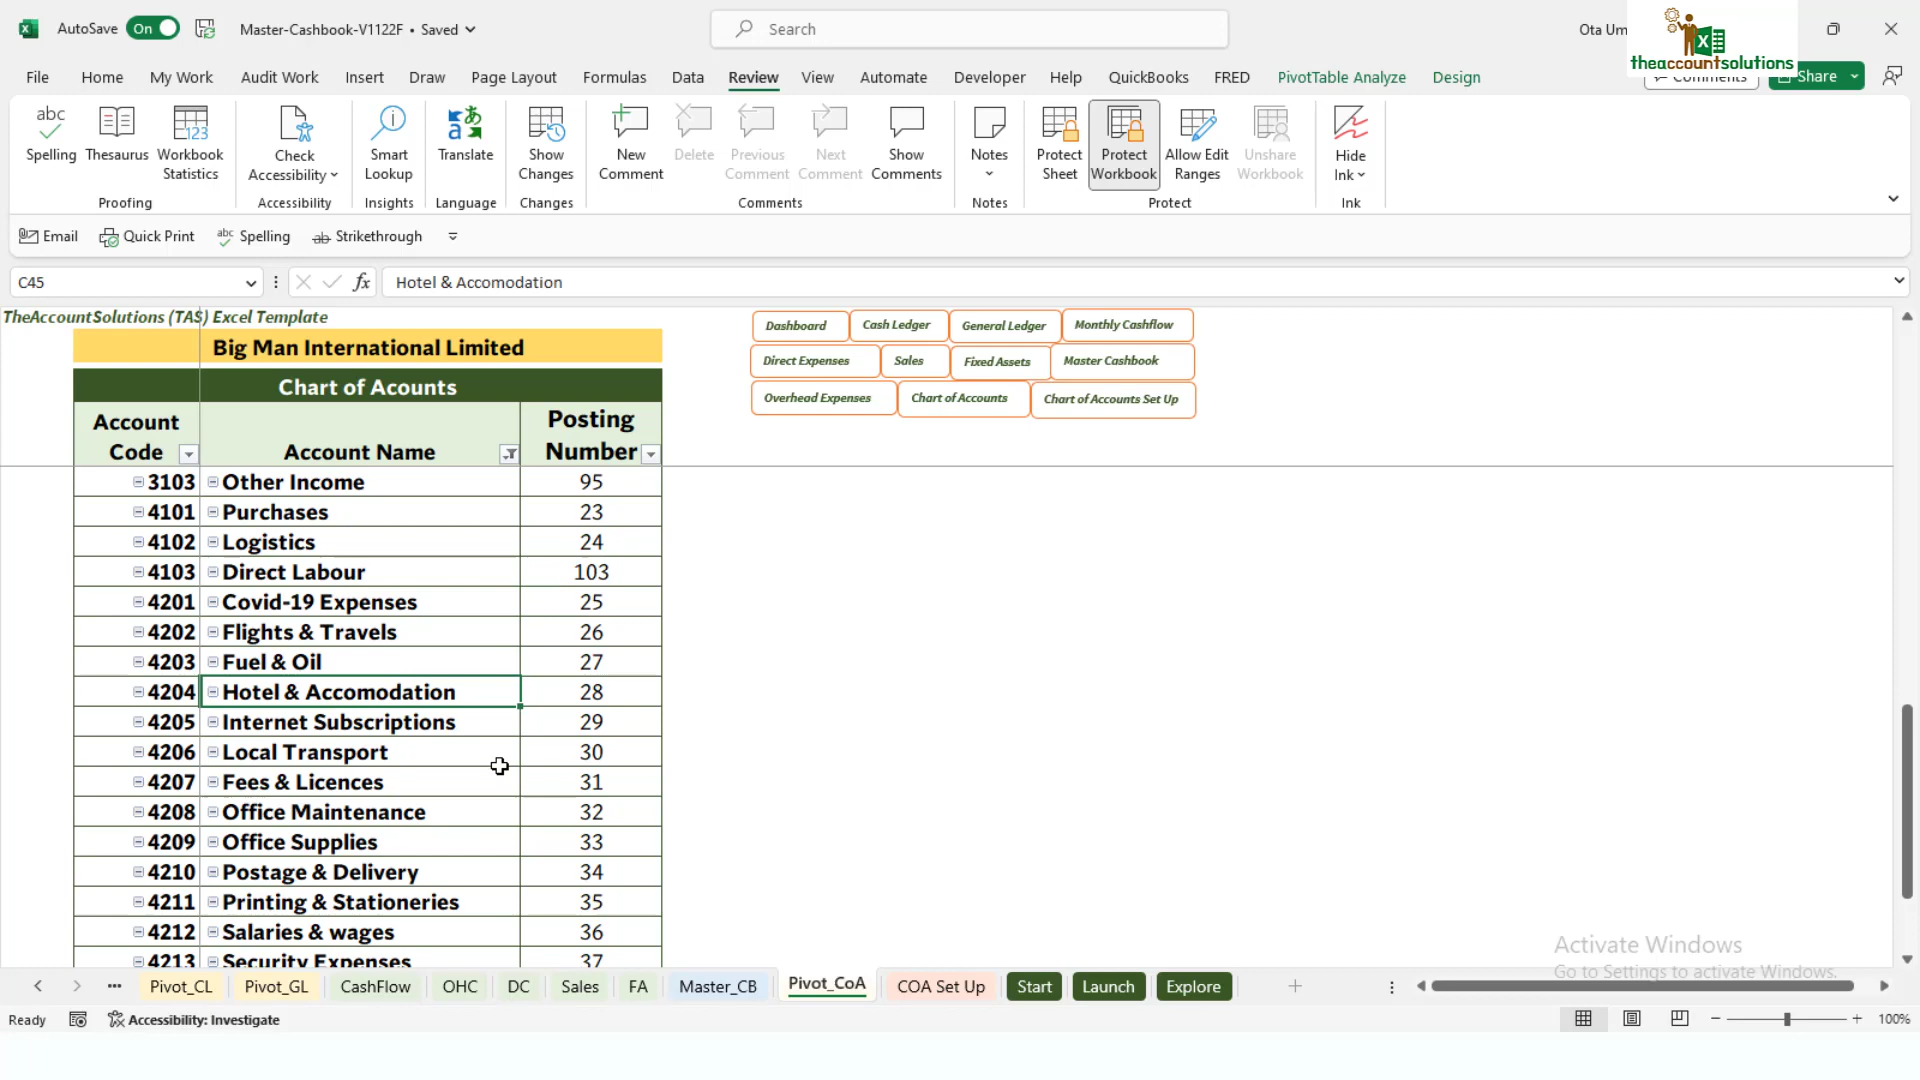 AutoSave On Master-Cashbook-V1122F • Saved Search Ota Um
theaccountsolutions
File Home My Work Audit Work Insert Draw Page Layout Formulas Data Review View Automate Developer Help QuickBooks FRED PivotTable Analyze Design Comments Share
abc
Spelling Thesaurus Workbook Statistics Check Accessibility Smart Lookup Translate Show Changes New Comment Delete Previous Comment Next Comment Show Comments Notes Protect Sheet Protect Workbook Allow Edit Ranges Unshare Workbook Hide Ink
Proofing Accessibility Insights Language Changes Comments Notes Protect Ink
Email Quick Print abc Spelling ab Strikethrough
C45 fx Hotel & Accomodation
TheAccountSolutions (TAS) Excel Template
Big Man International Limited
Chart of Acounts
Account Code Account Name Posting Number
Dashboard Cash Ledger General Ledger Monthly Cashflow
Direct Expenses Sales Fixed Assets Master Cashbook
Overhead Expenses Chart of Accounts Chart of Accounts Set Up
3103 Other Income 95
4101 Purchases 23
4102 Logistics 24
4103 Direct Labour 103
4201 Covid-19 Expenses 25
4202 Flights & Travels 26
4203 Fuel & Oil 27
4204 Hotel & Accomodation 28
4205 Internet Subscriptions 29
4206 Local Transport 30
4207 Fees & Licences 31
4208 Office Maintenance 32
4209 Office Supplies 33
4210 Postage & Delivery 34
4211 Printing & Stationeries 35
4212 Salaries & wages 36
4213 Security Expenses 37
Activate Windows
Go to Settings to activate Windows.
Pivot_CL Pivot_GL CashFlow OHC DC Sales FA Master_CB Pivot_CoA COA Set Up Start Launch Explore
Ready Accessibility: Investigate 100%